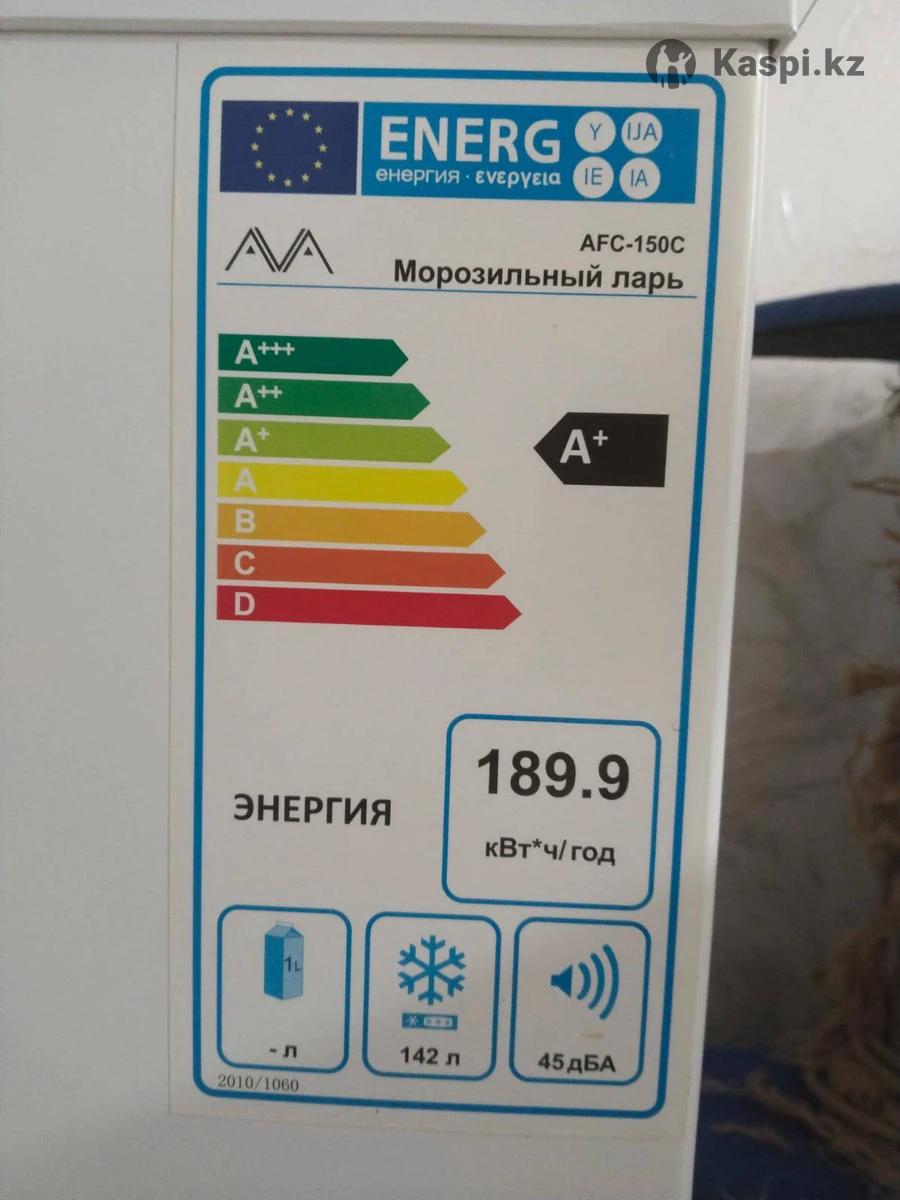 Kaspi.kz
ENERG Y IJA
енергия · ενεργεια IE IA
AVA
AFC-150C
Морозильный ларь
A+++
A++
A+
A+
A
B
C
D
189.9
ЭНЕРГИЯ
кВт*ч/год
1L
- л
142 л
45дБА
2010/1060